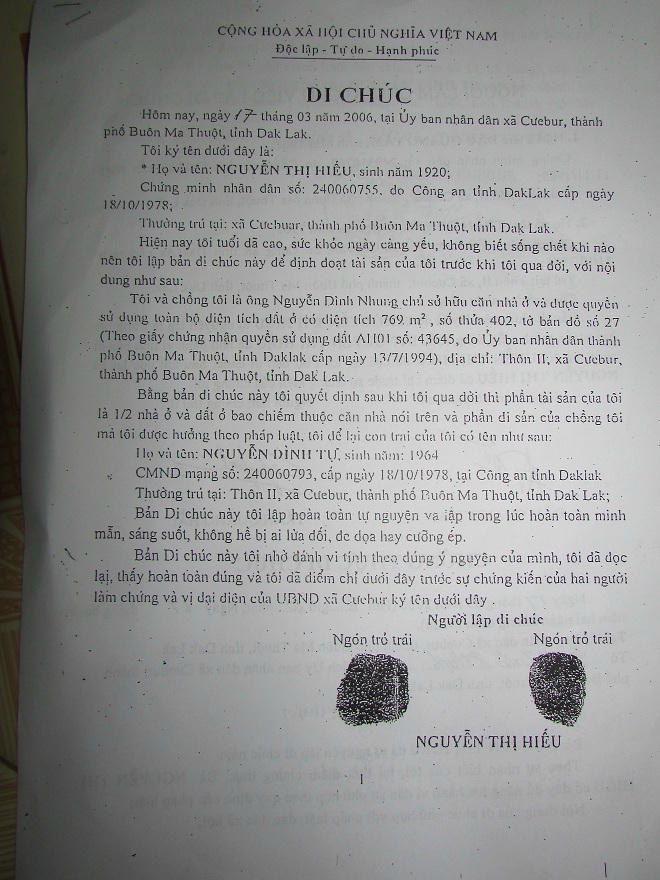 CỘNG HÒA XÃ HỘI CHỦ NGHĨA VIỆT NAM
Độc lập - Tự do - Hạnh phúc
DI CHÚC
Hôm nay, ngày 17 tháng 03 năm 2006, tại Ủy ban nhân dân xã Cưebur, thành
phố Buôn Ma Thuột, tỉnh Dak Lak.
Tôi ký tên dưới đây là:
* Họ và tên: NGUYỄN THỊ HIẾU, sinh năm 1920;
Chứng minh nhân dân số: 240060755, do Công an tỉnh DakLak cấp ngày
18/10/1978;
Thường trú tại: xã Cưebuar, thành phố Buôn Ma Thuột, tỉnh Dak Lak.
Hiện nay tôi tuổi đã cao, sức khỏe ngày càng yếu, không biết sống chết khi nào
nên tôi lập bản di chúc này để định đoạt tài sản của tôi trước khi tôi qua đời, với nội
dung như sau:
Tôi và chồng tôi là ông Nguyễn Đình Nhung chủ sở hữu căn nhà ở và được quyền
sử dụng toàn bộ diện tích đất ở có diện tích 769 m², số thửa 402, tờ bản đồ số 27
(Theo giấy chứng nhận quyền sử dụng đất A1101 số: 43645, do Ủy ban nhân dân thành
phố Buôn Ma Thuột, tỉnh Daklak cấp ngày 13/7/1994), địa chỉ: Thôn II, xã Cưebur,
thành phố Buôn Ma Thuột, tỉnh Dak Lak.
Bằng bản di chúc này tôi quyết định sau khi tôi qua đời thì phần tài sản của tôi
là 1/2 nhà ở và đất ở bao chiếm thuộc căn nhà nói trên và phần di sản của chồng tôi
mà tôi được hưởng theo pháp luật, tôi để lại con trai của tôi có tên như sau:
Họ và tên: NGUYỄN ĐÌNH TỰ, sinh năm: 1964
CMND mạng số: 240060793, cấp ngày 18/10/1978, tại Công an tỉnh Daklak
Thường trú tại: Thôn II, xã Cưebur, thành phố Buôn Ma Thuột, tỉnh Dak Lak;
Bản Di chúc này tôi lập hoàn toàn tự nguyện và lập trong lúc hoàn toàn minh
mẫn, sáng suốt, không hề bị ai lừa dối, đe dọa hay cưỡng ép.
Bản Di chúc này tôi nhờ đánh vi tính theo đúng ý nguyện của mình, tôi đã đọc
lại, thấy hoàn toàn đúng và tôi đã điểm chỉ dưới đây trước sự chứng kiến của hai người
làm chứng và vị đại diện của UBND xã Cưebur ký tên dưới đây .
Người lập di chúc
Ngón trỏ trái Ngón trỏ trái
NGUYỄN THỊ HIẾU
1